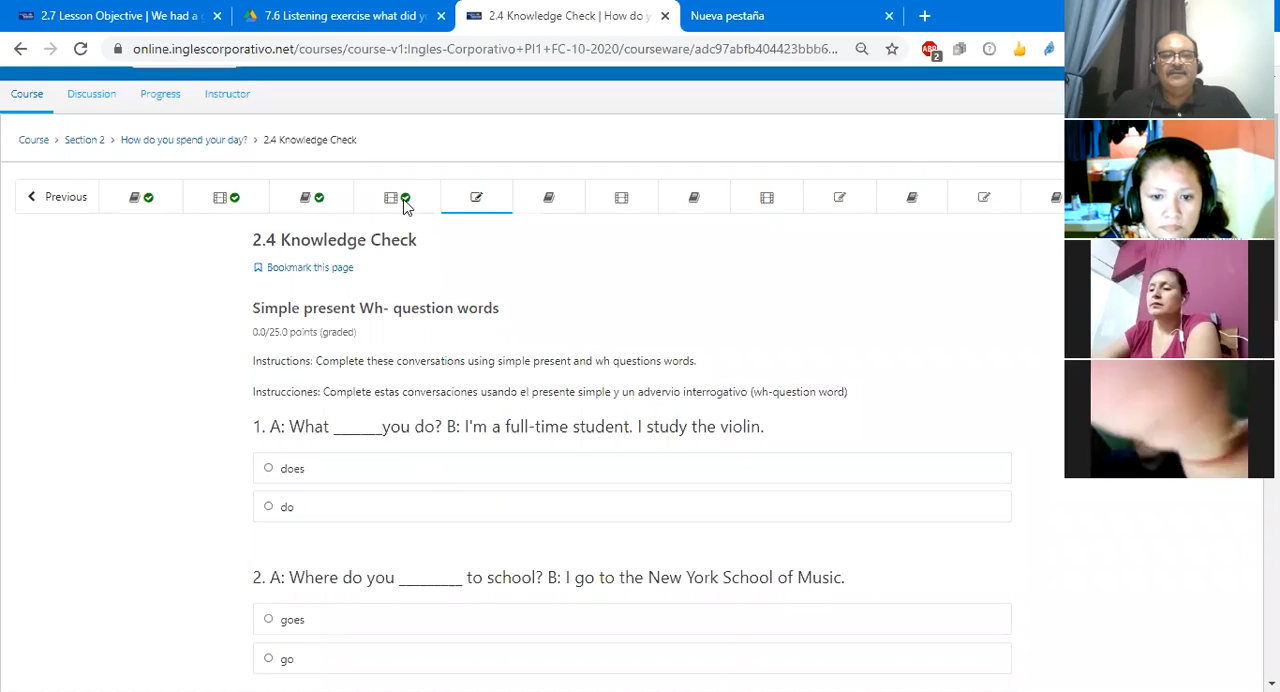 2.7 Lesson Objective | We had a g
7.6 Listening exercise what did yo
2.4 Knowledge Check | How do yo
Nueva pestaña
online.inglescorporativo.net/courses/course-v1:Ingles-Corporativo+PI1+FC-10-2020/courseware/adc97abfb404423bbb6...
ABP
2
Course
Discussion
Progress
Instructor
Course > Section 2 > How do you spend your day? > 2.4 Knowledge Check
Previous
2.4 Knowledge Check
Bookmark this page
Simple present Wh- question words
0.0/25.0 points (graded)
Instructions: Complete these conversations using simple present and wh questions words.
Instrucciones: Complete estas conversaciones usando el presente simple y un advervio interrogativo (wh-question word)
1. A: What ______you do? B: I'm a full-time student. I study the violin.
does
do
2. A: Where do you ________ to school? B: I go to the New York School of Music.
goes
go